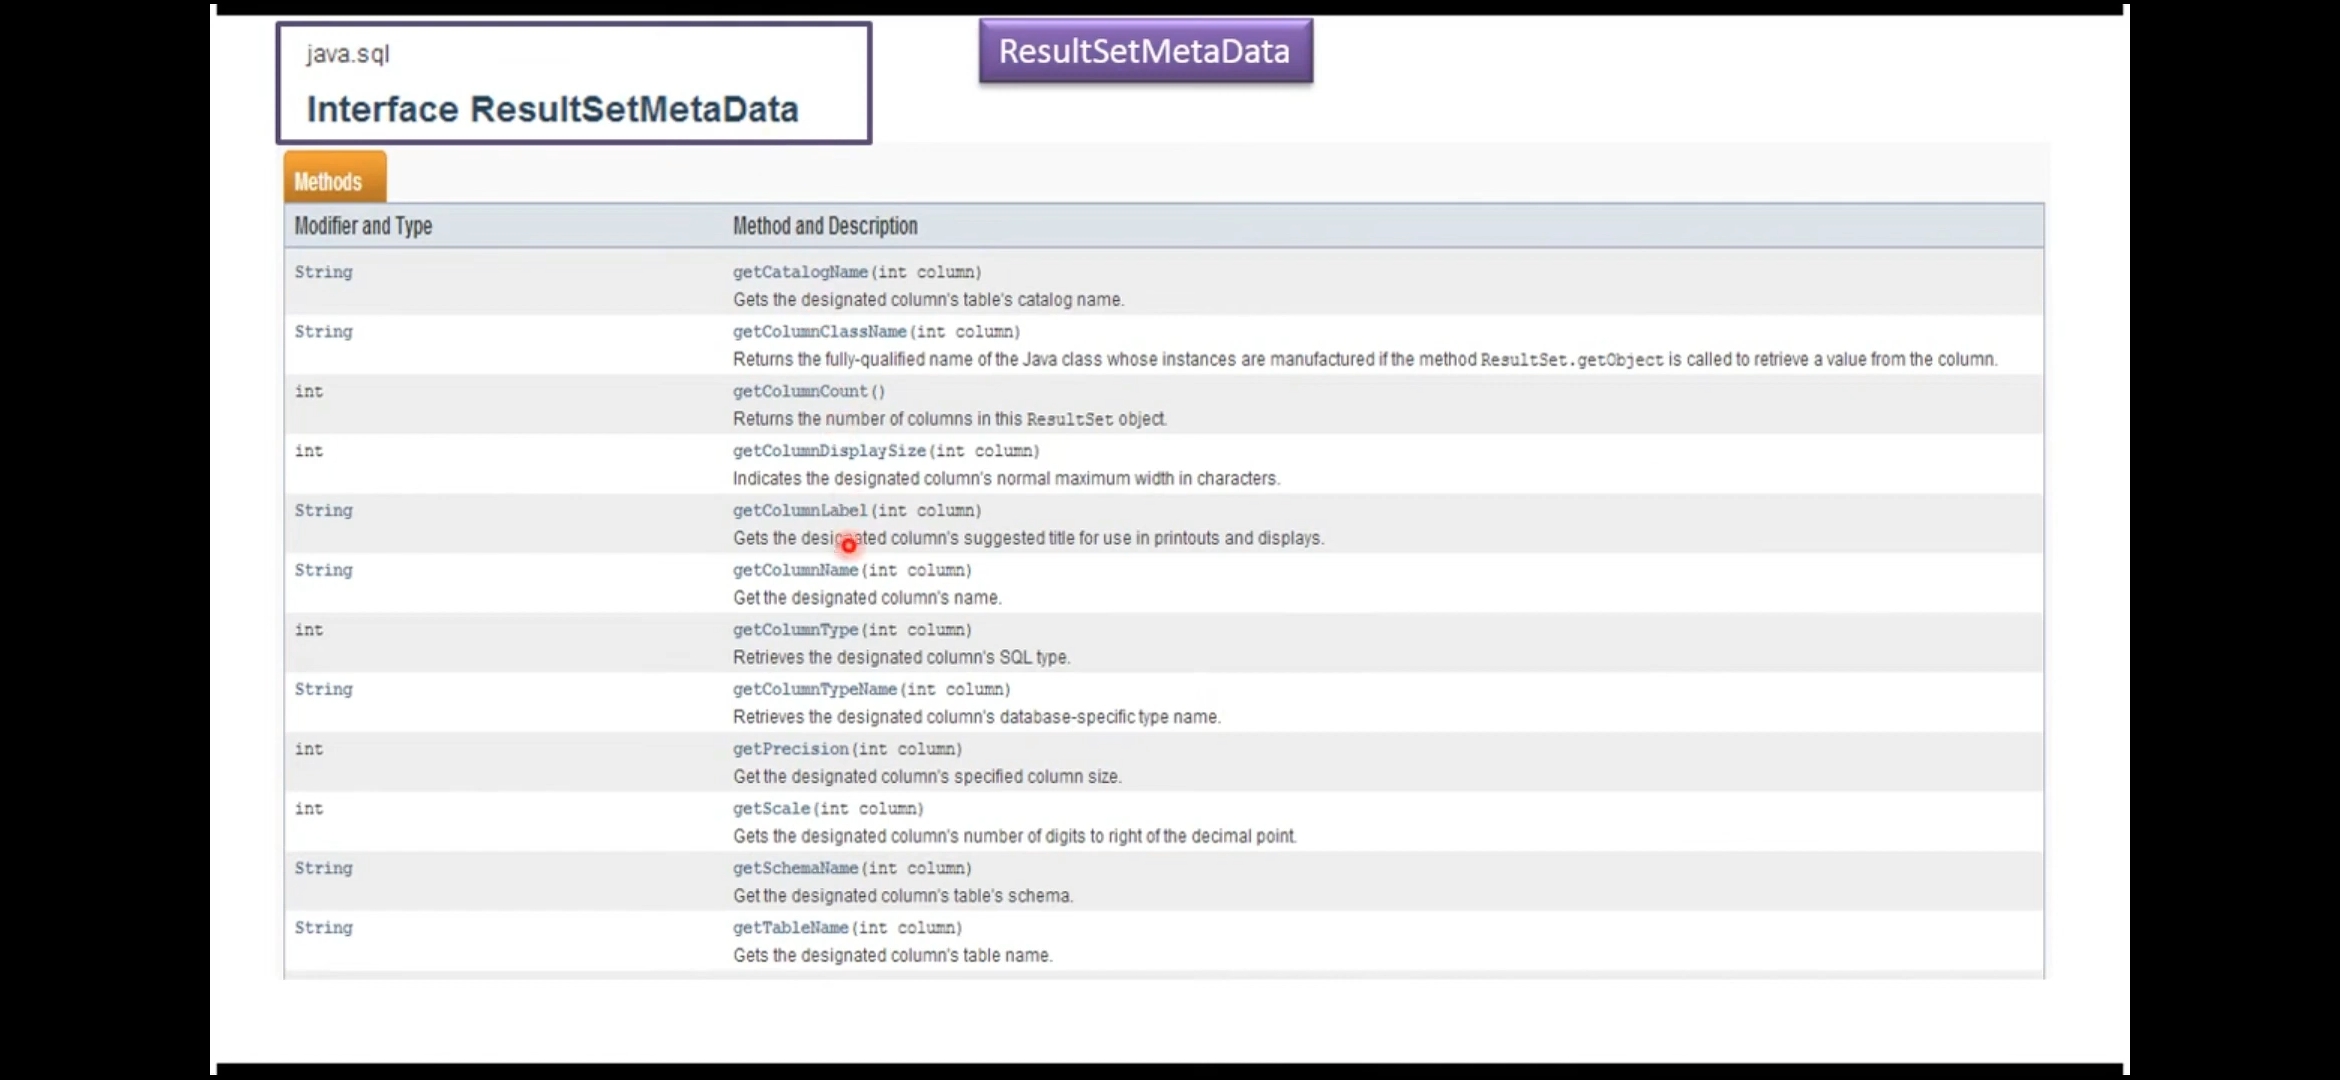 java.sql
Interface ResultSetMetaData
ResultSetMetaData
Methods
Modifier and Type Method and Description
String getCatalogName(int column)
Gets the designated column's table's catalog name.
String getColumnClassName(int column)
Returns the fully-qualified name of the Java class whose instances are manufactured if the method ResultSet.getObject is called to retrieve a value from the column.
int getColumnCount()
Returns the number of columns in this ResultSet object.
int getColumnDisplaySize(int column)
Indicates the designated column's normal maximum width in characters.
String getColumnLabel(int column)
Gets the designated column's suggested title for use in printouts and displays.
String getColumnName(int column)
Get the designated column's name.
int getColumnType(int column)
Retrieves the designated column's SQL type.
String getColumnTypeName(int column)
Retrieves the designated column's database-specific type name.
int getPrecision(int column)
Get the designated column's specified column size.
int getScale(int column)
Gets the designated column's number of digits to right of the decimal point.
String getSchemaName(int column)
Get the designated column's table's schema.
String getTableName(int column)
Gets the designated column's table name.